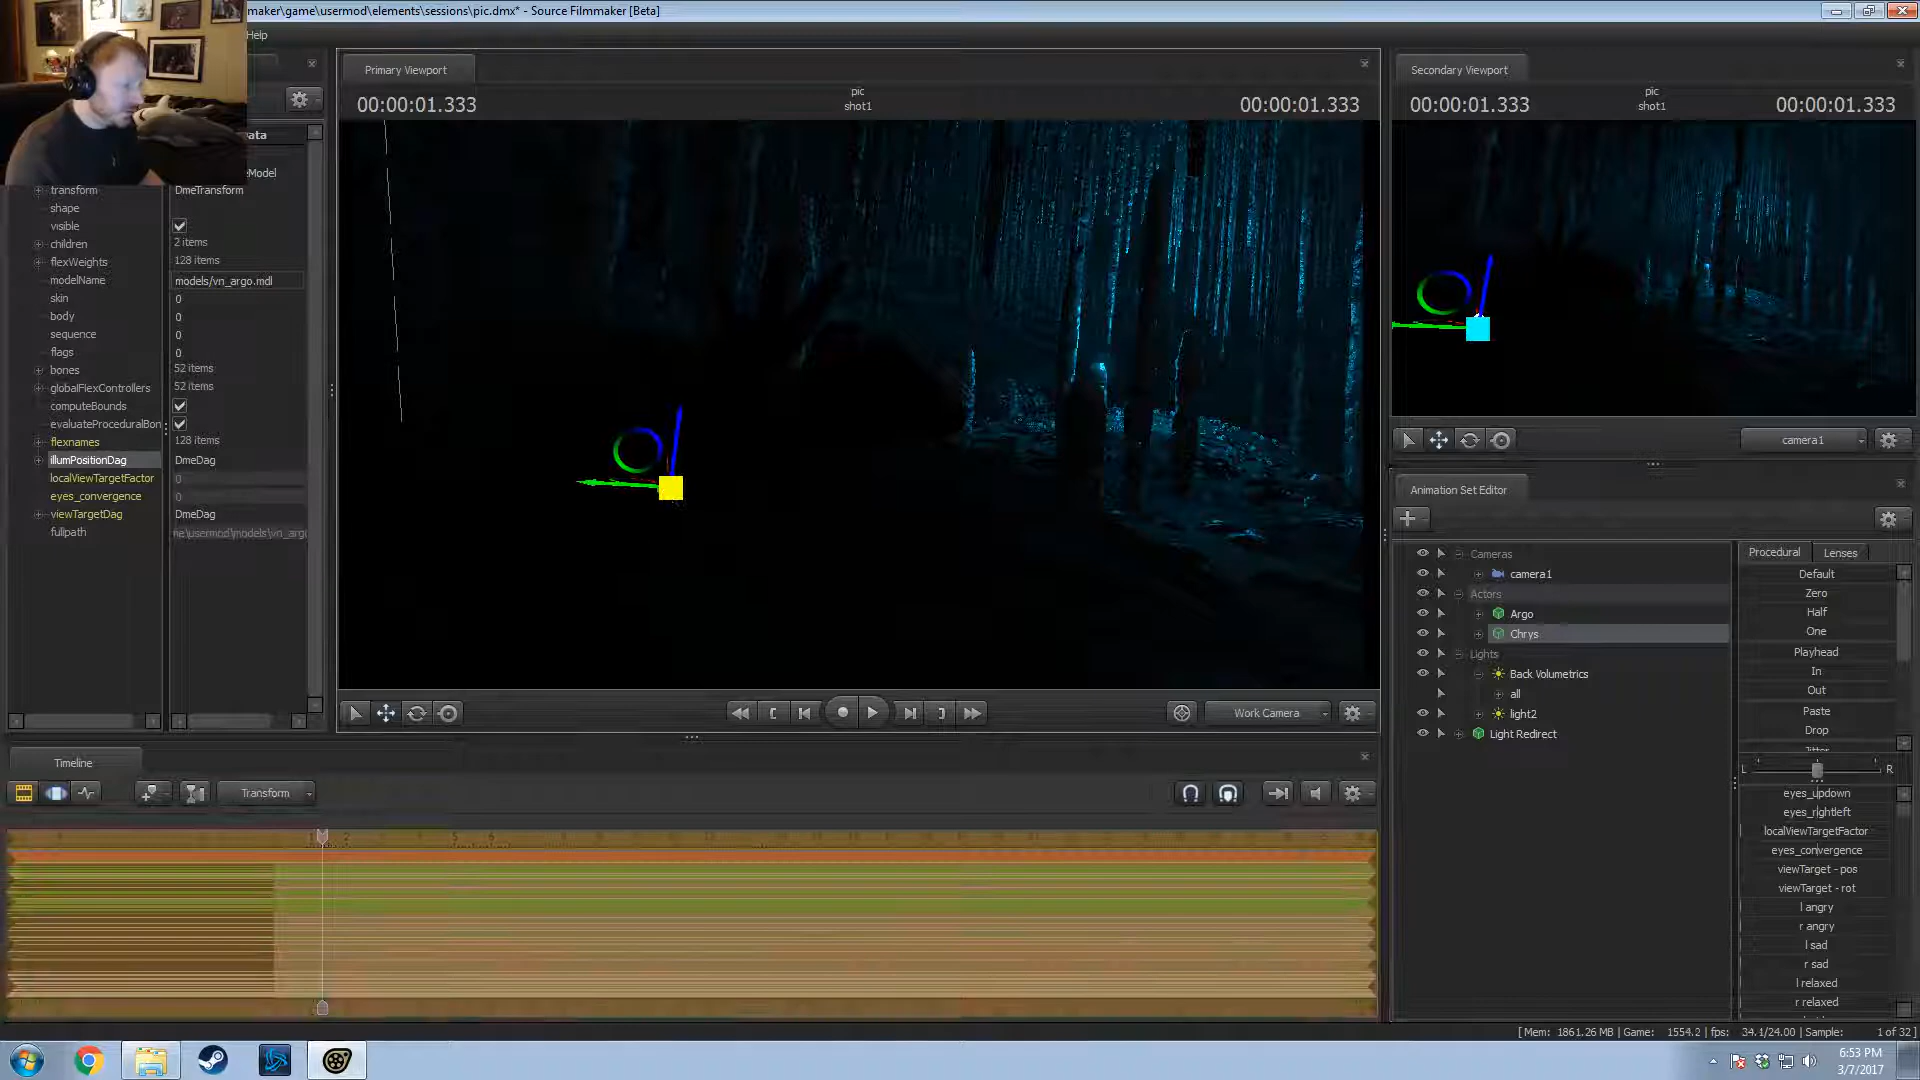 maker\game\usermod\elements\sessions\pic.dmx* - Source Filmmaker [Beta]
Help
Primary Viewport
Secondary Viewport
00:00:01.333
pic
shot1
00:00:01.333
00:00:01.333
pic
shot1
00:00:01.333
ata
eModel
transform
DmeTransform
shape
visible
children
2 items
flexWeights
128 items
modelName
models/vn_argo.mdl
skin
0
body
0
sequence
0
flags
0
bones
52 items
globalFlexControllers
52 items
computeBounds
evaluateProceduralBon
flexnames
128 items
illumPositionDag
DmeDag
localViewTargetFactor
0
eyes_convergence
0
viewTargetDag
DmeDag
fullpath
ne\usermod\models\vn_argo
Work Camera
camera1
Animation Set Editor
Cameras
camera1
Actors
Argo
Chrys
Lights
Back Volumetrics
all
light2
Light Redirect
Procedural
Lenses
Default
Zero
Half
One
Playhead
In
Out
Paste
Drop
Jitter
L
R
eyes_updown
eyes_rightleft
localViewTargetFactor
eyes_convergence
viewTarget - pos
viewTarget - rot
l angry
r angry
l sad
r sad
l relaxed
r relaxed
Timeline
Transform
[ Mem: 1861.26 MB | Game: 1554.2 | fps: 34.1/24.00 | Sample: 1 of 32 ]
6:53 PM
3/7/2017